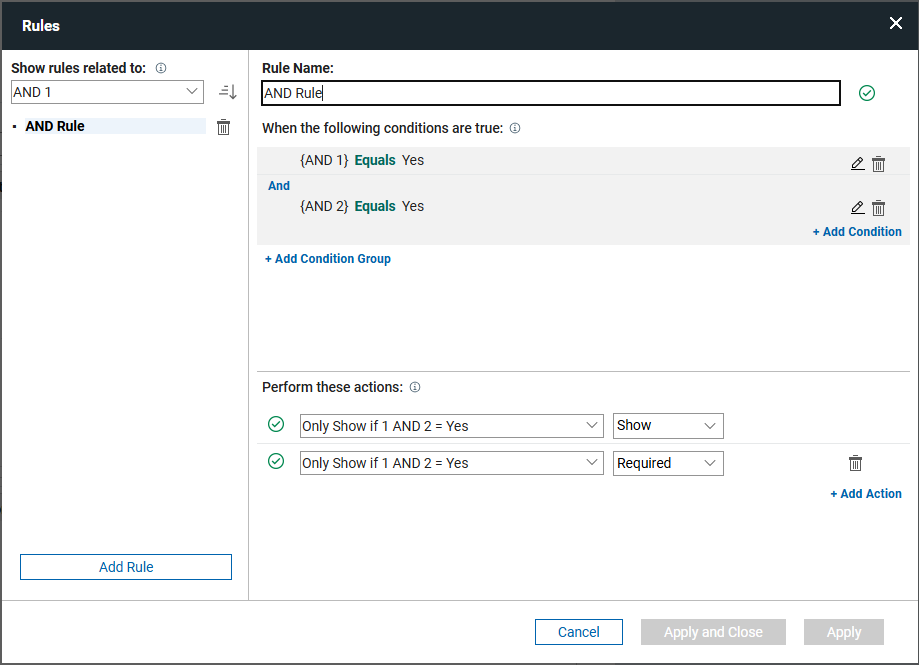 Rules
Show rules related to:
AND 1
AND Rule
Add Rule
Rule Name:
AND Rule
When the following conditions are true:
{AND 1} Equals Yes
And
{AND 2} Equals Yes
+ Add Condition
+ Add Condition Group
Perform these actions:
Only Show if 1 AND 2 = Yes Show
Only Show if 1 AND 2 = Yes Required
+ Add Action
Cancel Apply and Close Apply